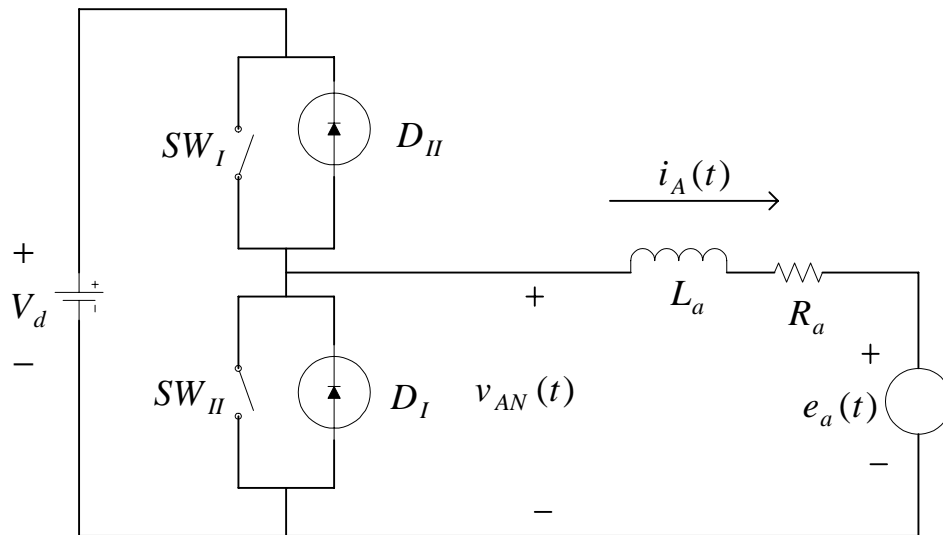 SW_I
D_II
i_A(t)
+
V_d
−
+
−
+
L_a
R_a
SW_II
D_I
v_AN(t)
+
e_a(t)
−
−